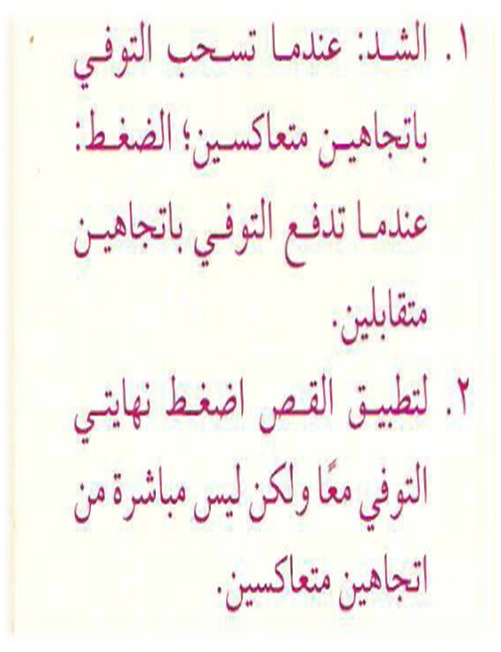 ١. الشد: عندما تسحب التوفي
باتجاهين متعاكسين؛ الضغط:
عندما تدفع التوفي باتجاهين
متقابلين.
٢. لتطبيق القص اضغط نهايتي
التوفي معًا ولكن ليس مباشرة من
اتجاهين متعاكسين.